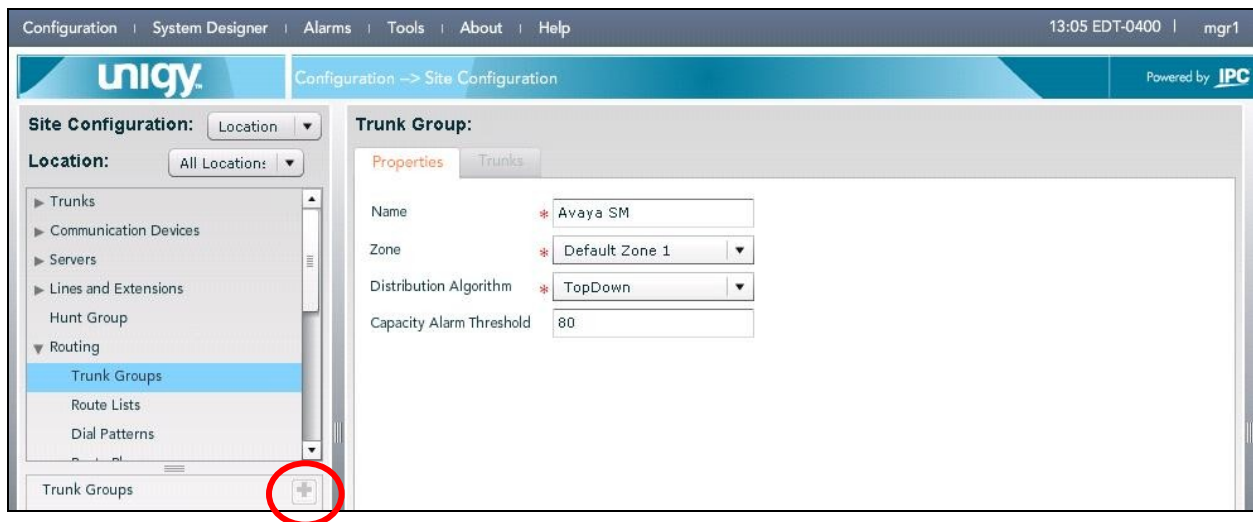 Configuration | System Designer | Alarms | Tools | About | Help 13:05 EDT-0400 | mgr1
unigy. Configuration --> Site Configuration Powered by IPC
Site Configuration: Location
Location: All Locations
Trunks
Communication Devices
Servers
Lines and Extensions
Hunt Group
Routing
Trunk Groups
Route Lists
Dial Patterns
Trunk Groups
Trunk Group:
Properties Trunks
Name * Avaya SM
Zone * Default Zone 1
Distribution Algorithm * TopDown
Capacity Alarm Threshold 80